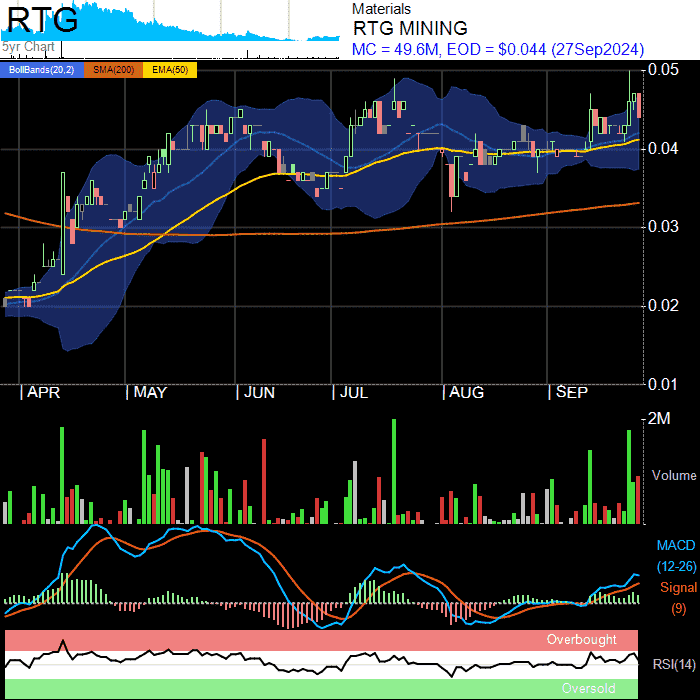 RTG
5yr Chart
Materials
RTG MINING
MC = 49.6M, EOD = $0.044 (27Sep2024)
BollBands(20,2) SMA(200) EMA(50)
0.05
0.04
0.03
0.02
0.01
APR MAY JUN JUL AUG SEP
2M
Volume
MACD
(12-26)
Signal
(9)
Overbought
RSI(14)
Oversold